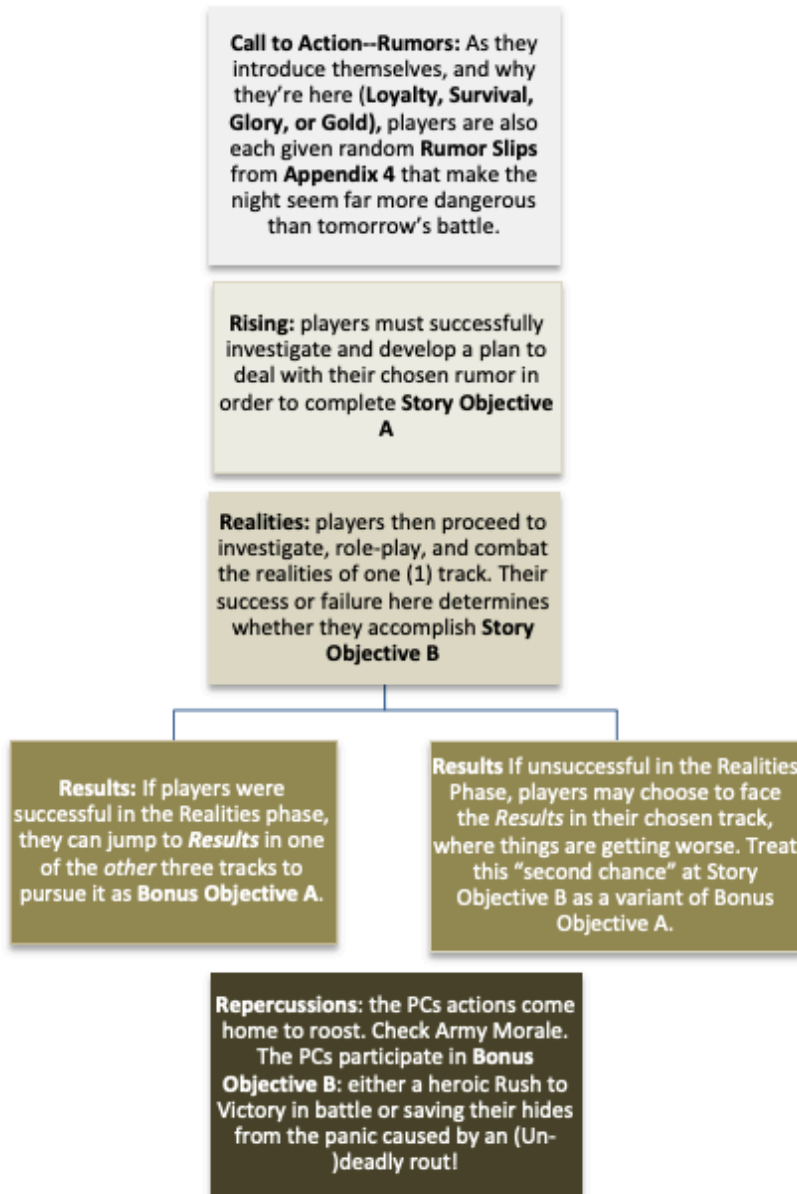 Call to Action--Rumors: As they
introduce themselves, and why
they're here (Loyalty, Survival,
Glory, or Gold), players are also
each given random Rumor Slips
from Appendix 4 that make the
night seem far more dangerous
than tomorrow's battle.
Rising: players must successfully
investigate and develop a plan to
deal with their chosen rumor in
order to complete Story Objective
A
Realities: players then proceed to
investigate, role-play, and combat
the realities of one (1) track. Their
success or failure here determines
whether they accomplish Story
Objective B
Results: If players were
successful in the Realities phase,
they can jump to Results in one
of the other three tracks to
pursue it as Bonus Objective A.
Results If unsuccessful in the Realities
Phase, players may choose to face
the Results in their chosen track,
where things are getting worse. Treat
this "second chance" at Story
Objective B as a variant of Bonus
Objective A.
Repercussions: the PCs actions come
home to roost. Check Army Morale.
The PCs participate in Bonus
Objective B: either a heroic Rush to
Victory in battle or saving their hides
from the panic caused by an (Un-
)deadly rout!